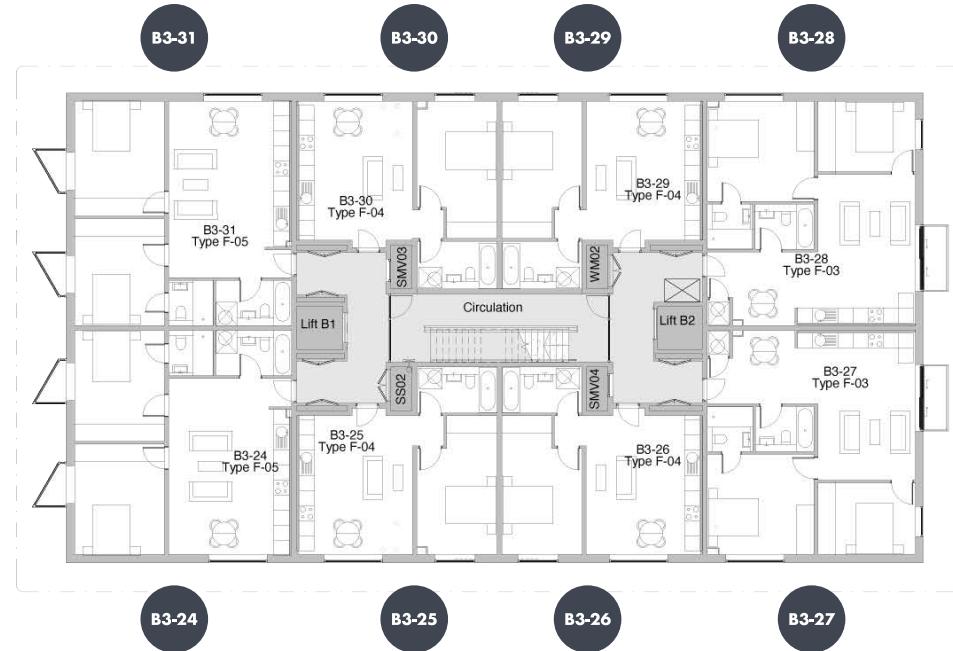 B3-31
B3-30
B3-29
B3-28
B3-30
Type F-04
B3-29
Type F-04
B3-31
Type F-05
SMV03
WM02
B3-28
Type F-03
Circulation
Lift B1
Lift B2
B3-27
Type F-03
SS02
SMV04
B3-25
Type F-04
B3-26
Type F-04
B3-24
Type F-05
B3-24
B3-25
B3-26
B3-27